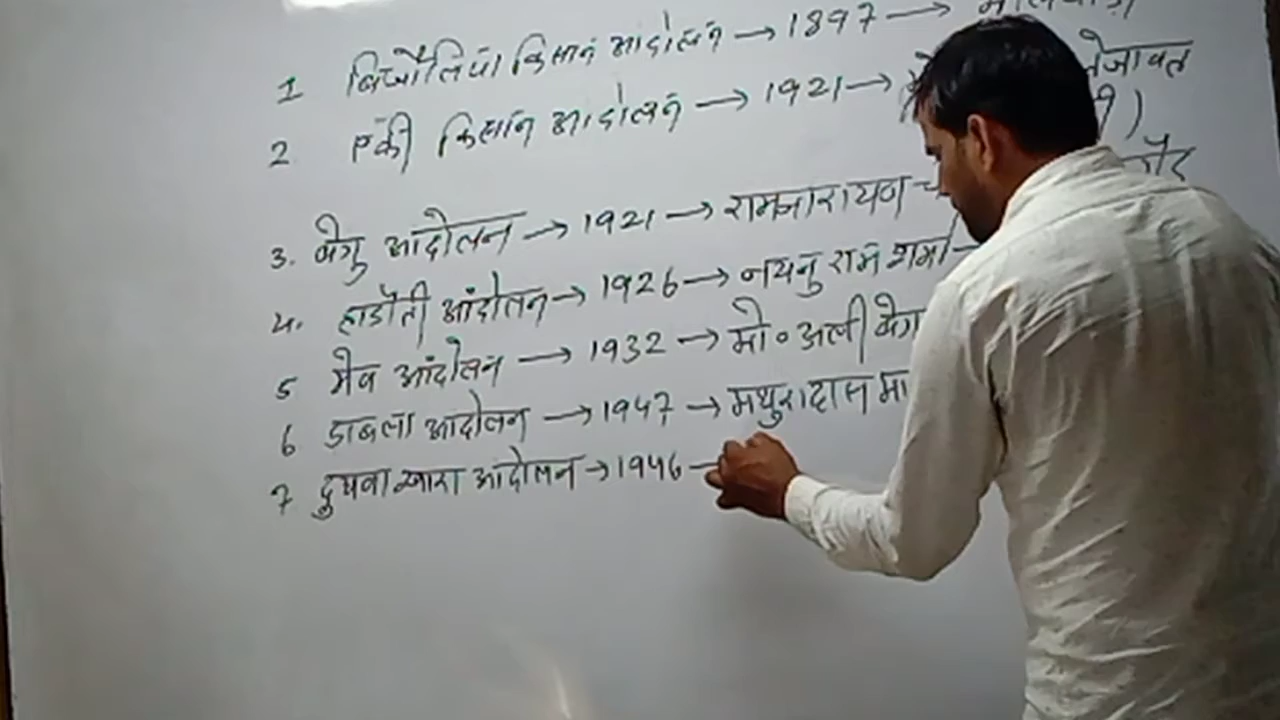 1 बिजौलिया किसान आंदोलन → 1897 →
2 एकी किसान आंदोलन → 1921 → तेजावत
)
3. बेगु आंदोलन → 1921 → रामनारायण
4. हाडौती आंदोलन → 1926 → नयनु राम शर्मा
5 मेव आंदोलन → 1932 → मो० अली
6 डाबला आंदोलन → 1947 → मथुरादास मा
7 दुधवाखारा आंदोलन → 1946 →